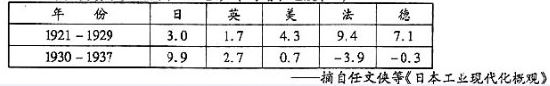 年 份 日 英 美 法 德
1921-1929 3.0 1.7 4.3 9.4 7.1
1930-1937 9.9 2.7 0.7 -3.9 -0.3
——摘自任文侠等《日本工业现代化概观》